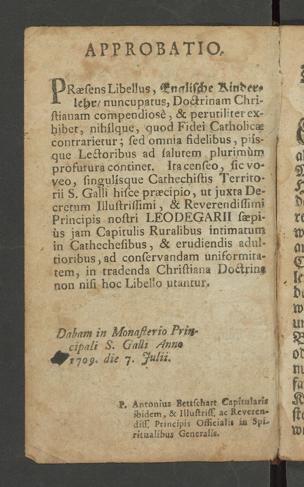 APPROBATIO.
PRæsens Libellus, Englische Kinder-
lehr/ nuncupatus, Doctrinam Chri-
stianam compendiosè, & perutiliter ex-
hibet, nihilque, quod Fidei Catholicæ
contrarietur; sed omnia fidelibus, piis-
que Lectoribus ad salutem plurimùm
profutura continet. Ita censeo, sic vo-
veo, singulisque Cathechistis Territo-
rii S. Galli hisce præcipio, ut juxta De-
cretum Illustrissimi, & Reverendissimi
Principis nostri LEODEGARII sæpi-
ùs jam Capitulis Ruralibus intimatum
in Cathechesibus, & erudiendis adul-
tioribus, ad conservandam uniformita-
tem, in tradenda Christiana Doctrina
non nisi hoc Libello utantur.
Dabam in Monasterio Prin-
cipali S. Galli Anno
1709. die 7. Julii.
P. Antonius Bettschart Capitularis
ibidem, & Illustriss. ac Reveren-
diss. Principis Officialis in Spi-
ritualibus Generalis.